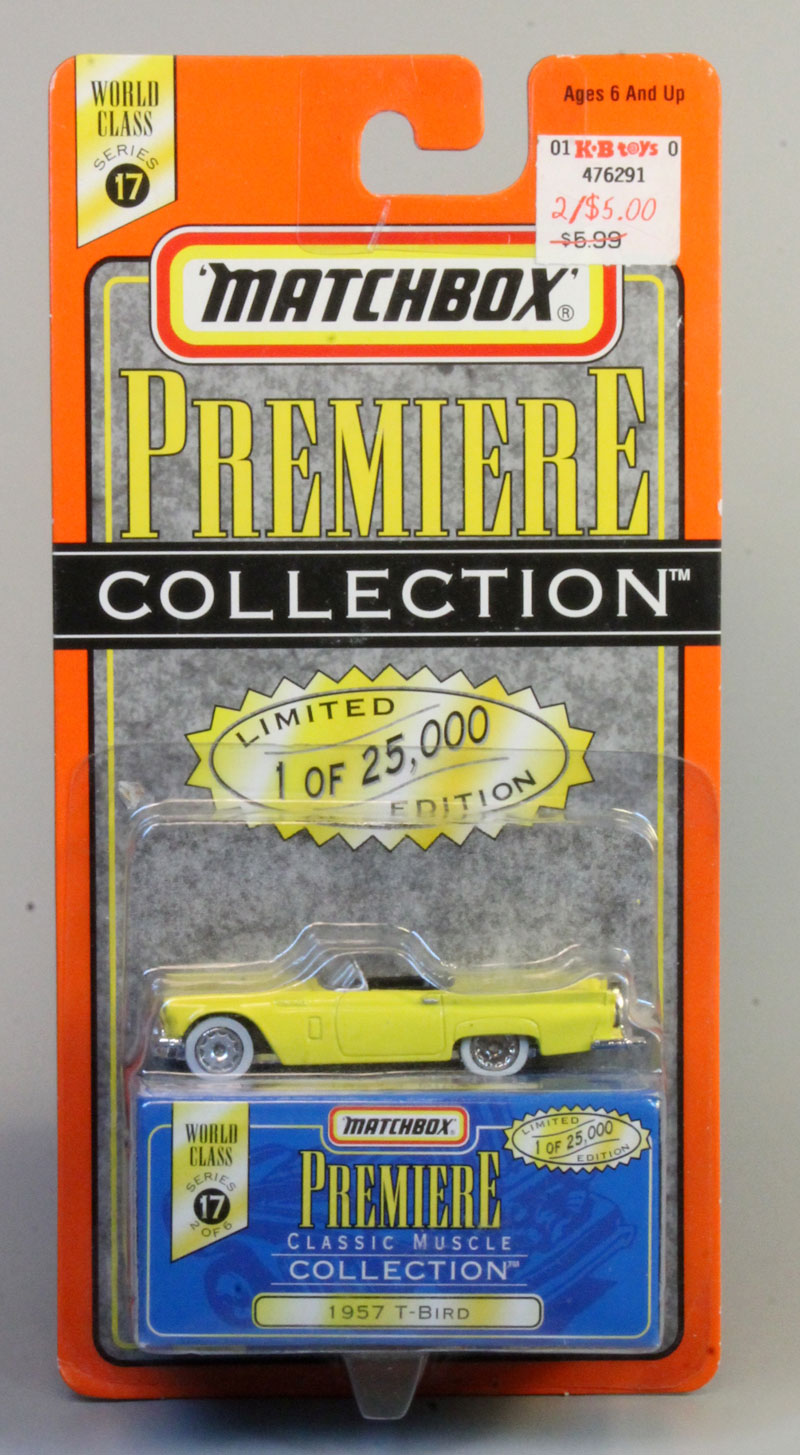 WORLD
CLASS
SERIES
17
Ages 6 And Up
01 K·B toys 0
476291
2/$5.00
$5.99
'MATCHBOX'®
PREMIERE
COLLECTION™
LIMITED
1 OF 25,000
EDITION
WORLD
CLASS
SERIES
17
2 OF 6
'MATCHBOX'
PREMIERE
CLASSIC MUSCLE
COLLECTION™
1957 T-BIRD
LIMITED
1 OF 25,000
EDITION